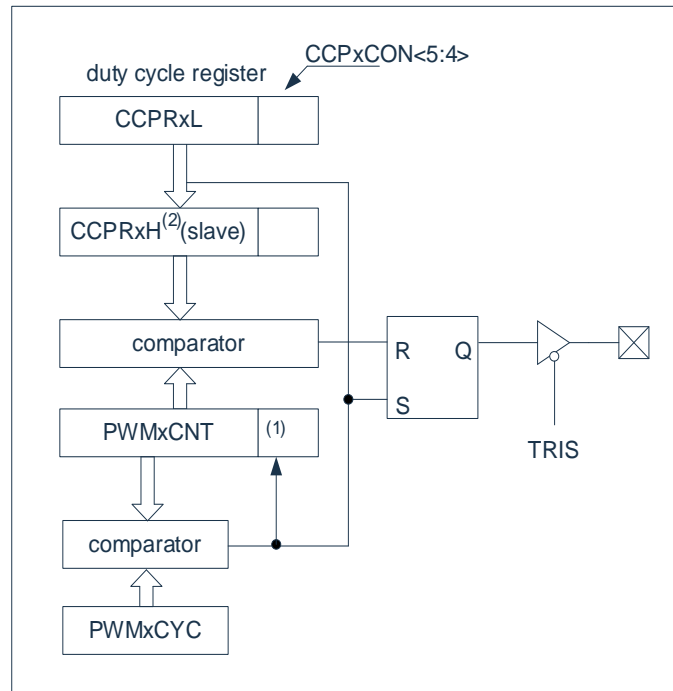 CCPxCON<5:4>
duty cycle register
CCPRxL
CCPRxH(2)(slave)
comparator
R Q
S
PWMxCNT (1)
TRIS
comparator
PWMxCYC